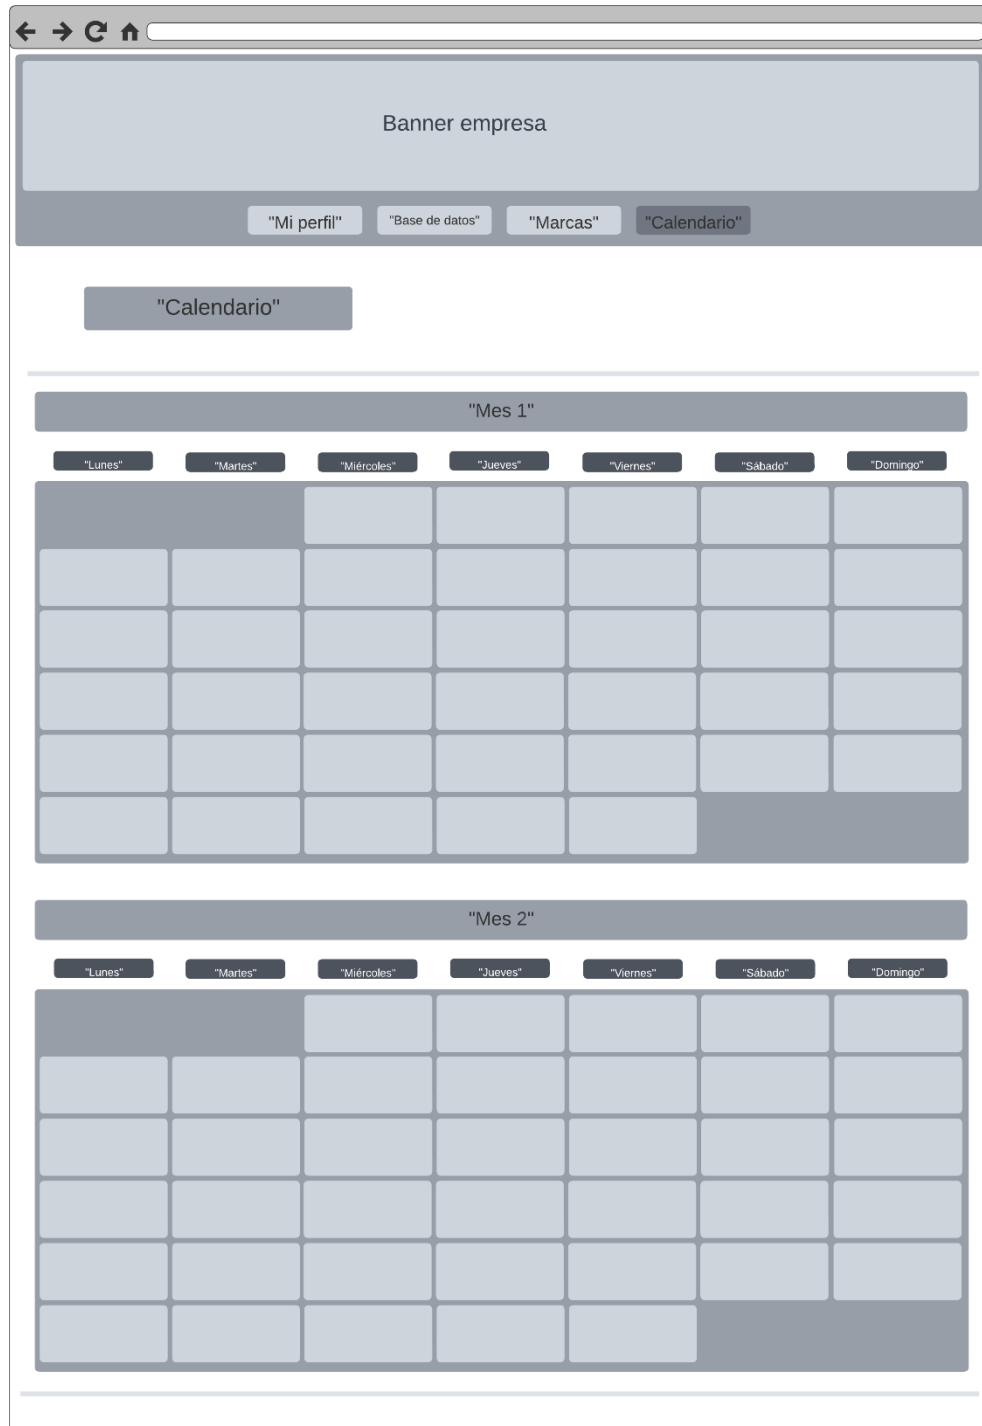 Banner empresa
"Mi perfil" "Base de datos" "Marcas" "Calendario"
"Calendario"
"Mes 1"
"Lunes" "Martes" "Miércoles" "Jueves" "Viernes" "Sábado" "Domingo"
"Mes 2"
"Lunes" "Martes" "Miércoles" "Jueves" "Viernes" "Sábado" "Domingo"